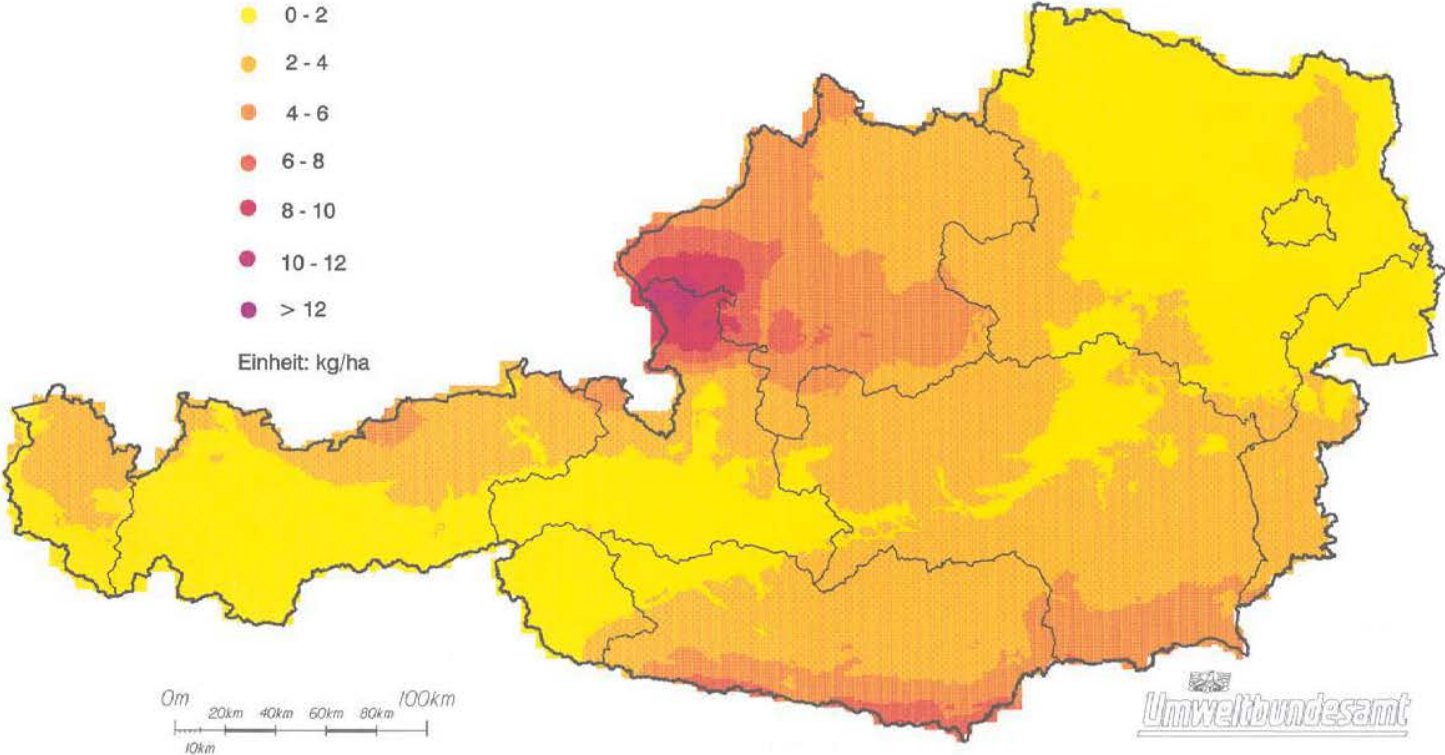 0 - 2
2 - 4
4 - 6
6 - 8
8 - 10
10 - 12
> 12
Einheit: kg/ha
0m 100km
20km 40km 60km 80km
10km
Umweltbundesamt